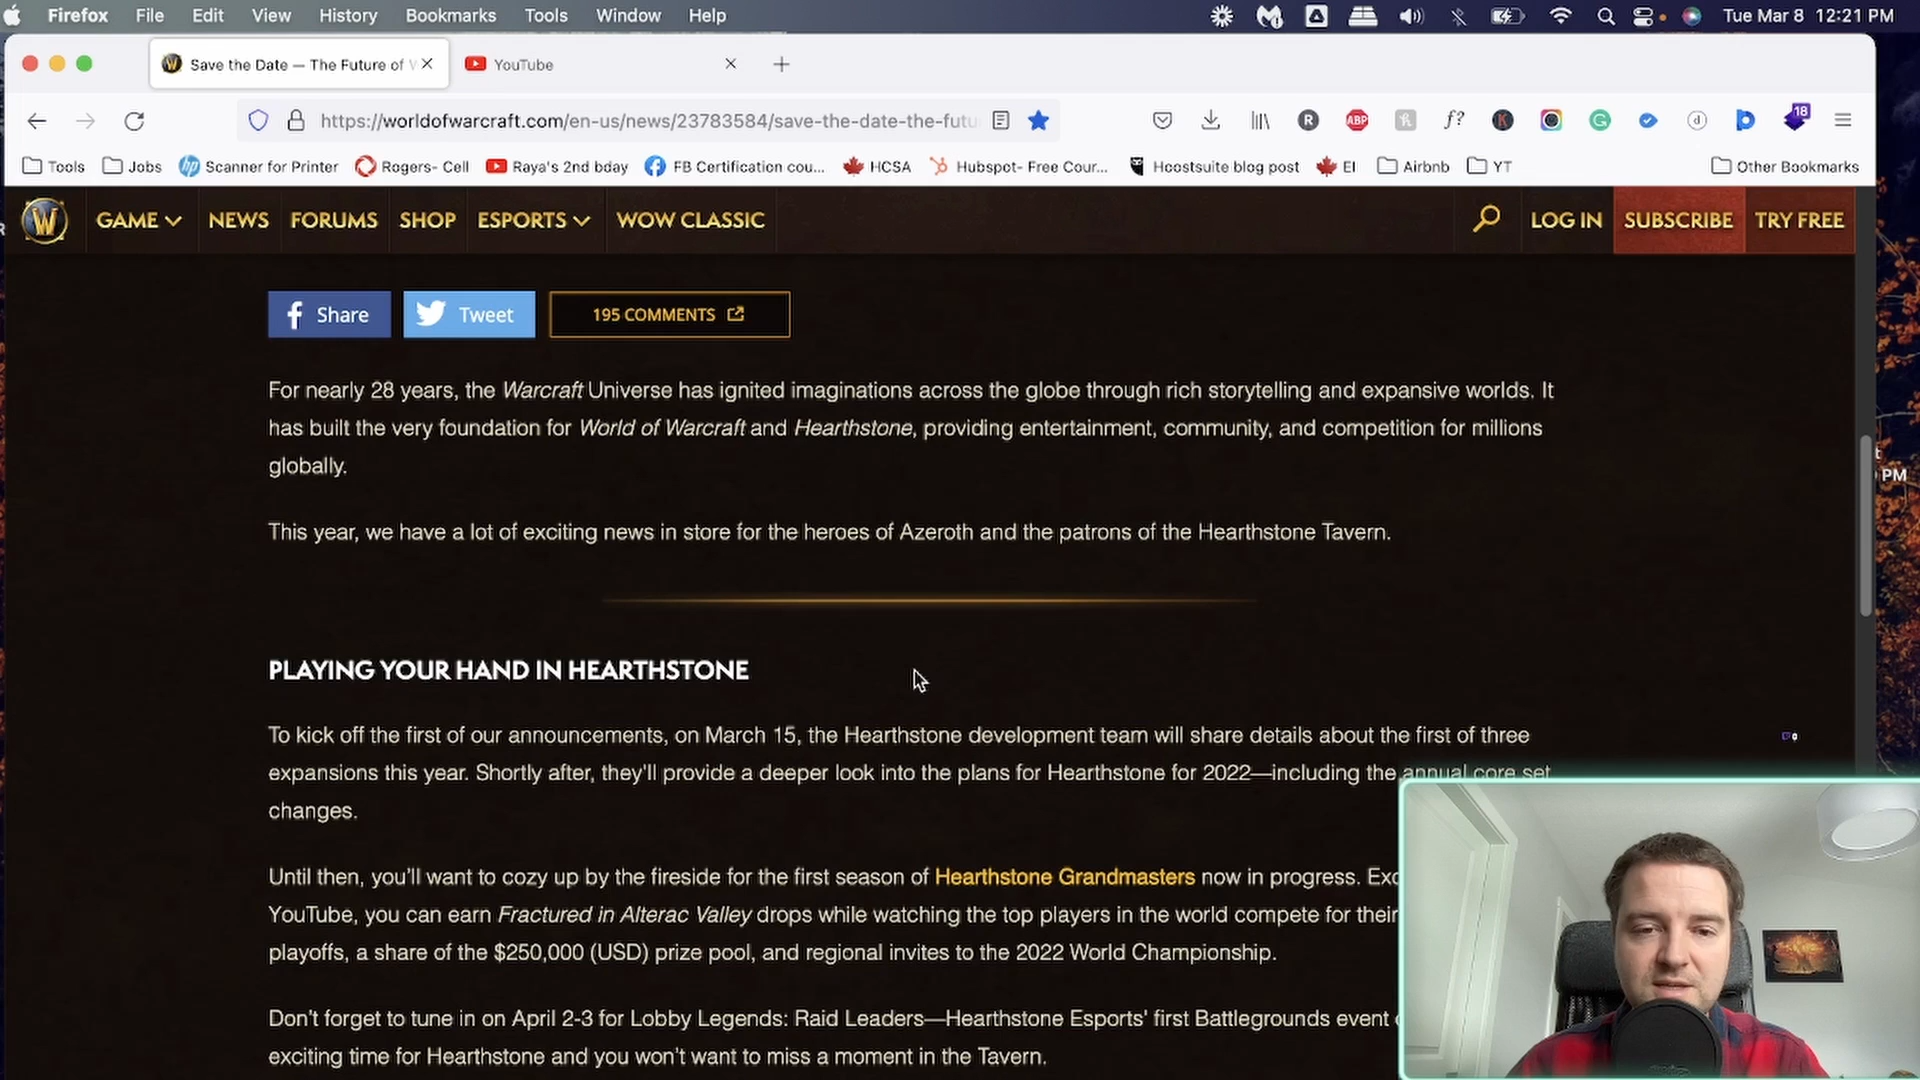 Firefox File Edit View History Bookmarks Tools Window Help Tue Mar 8 12:21 PM
Save the Date — The Future of W YouTube
https://worldofwarcraft.com/en-us/news/23783584/save-the-date-the-futu R ABP f? K d 18
Tools Jobs hp Scanner for Printer Rogers- Cell Raya's 2nd bday FB Certification cou... HCSA Hubspot- Free Cour... Hoostsuite blog post EI Airbnb YT Other Bookmarks
W GAME NEWS FORUMS SHOP ESPORTS WOW CLASSIC LOG IN SUBSCRIBE TRY FREE
Share Tweet 195 COMMENTS
For nearly 28 years, the Warcraft Universe has ignited imaginations across the globe through rich storytelling and expansive worlds. It
has built the very foundation for World of Warcraft and Hearthstone, providing entertainment, community, and competition for millions
globally.
PM
This year, we have a lot of exciting news in store for the heroes of Azeroth and the patrons of the Hearthstone Tavern.
PLAYING YOUR HAND IN HEARTHSTONE
To kick off the first of our announcements, on March 15, the Hearthstone development team will share details about the first of three
expansions this year. Shortly after, they'll provide a deeper look into the plans for Hearthstone for 2022—including the annual core set
changes.
Until then, you'll want to cozy up by the fireside for the first season of Hearthstone Grandmasters now in progress. Exc
YouTube, you can earn Fractured in Alterac Valley drops while watching the top players in the world compete for their
playoffs, a share of the $250,000 (USD) prize pool, and regional invites to the 2022 World Championship.
Don't forget to tune in on April 2-3 for Lobby Legends: Raid Leaders—Hearthstone Esports' first Battlegrounds event
exciting time for Hearthstone and you won't want to miss a moment in the Tavern.